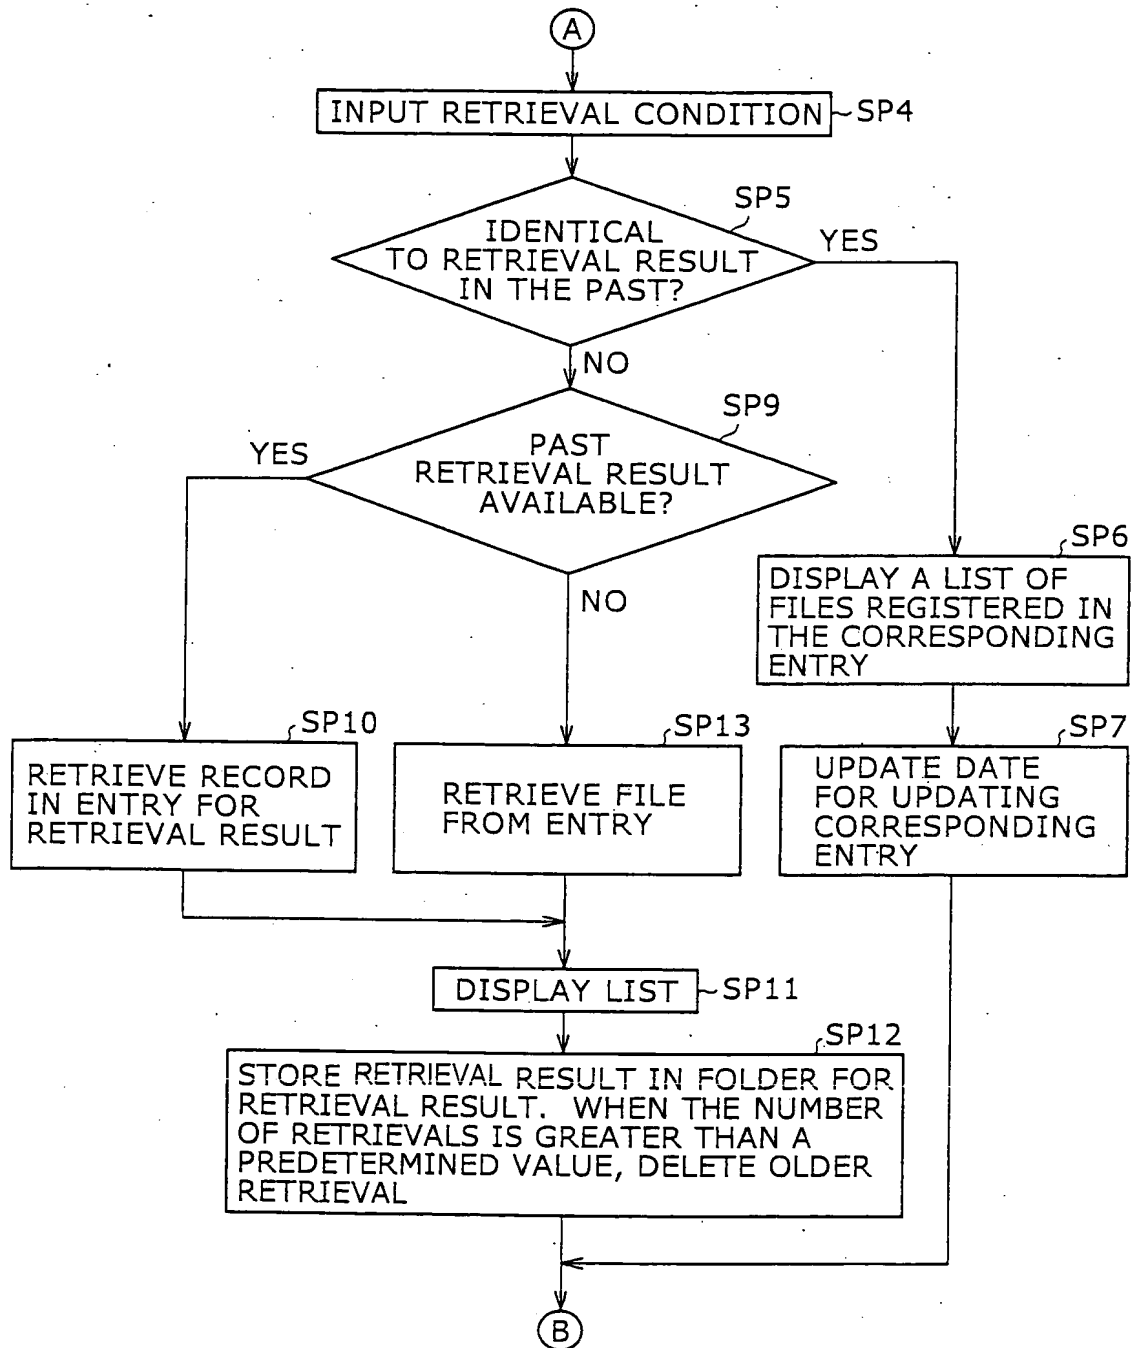 A
INPUT RETRIEVAL CONDITION
SP4
SP5
IDENTICAL
TO RETRIEVAL RESULT
IN THE PAST?
YES
NO
SP9
PAST
RETRIEVAL RESULT
AVAILABLE?
YES
NO
SP6
DISPLAY A LIST OF
FILES REGISTERED IN
THE CORRESPONDING
ENTRY
SP10
RETRIEVE RECORD
IN ENTRY FOR
RETRIEVAL RESULT
SP13
RETRIEVE FILE
FROM ENTRY
SP7
UPDATE DATE
FOR UPDATING
CORRESPONDING
ENTRY
DISPLAY LIST
SP11
SP12
STORE RETRIEVAL RESULT IN FOLDER FOR
RETRIEVAL RESULT. WHEN THE NUMBER
OF RETRIEVALS IS GREATER THAN A
PREDETERMINED VALUE, DELETE OLDER
RETRIEVAL
B